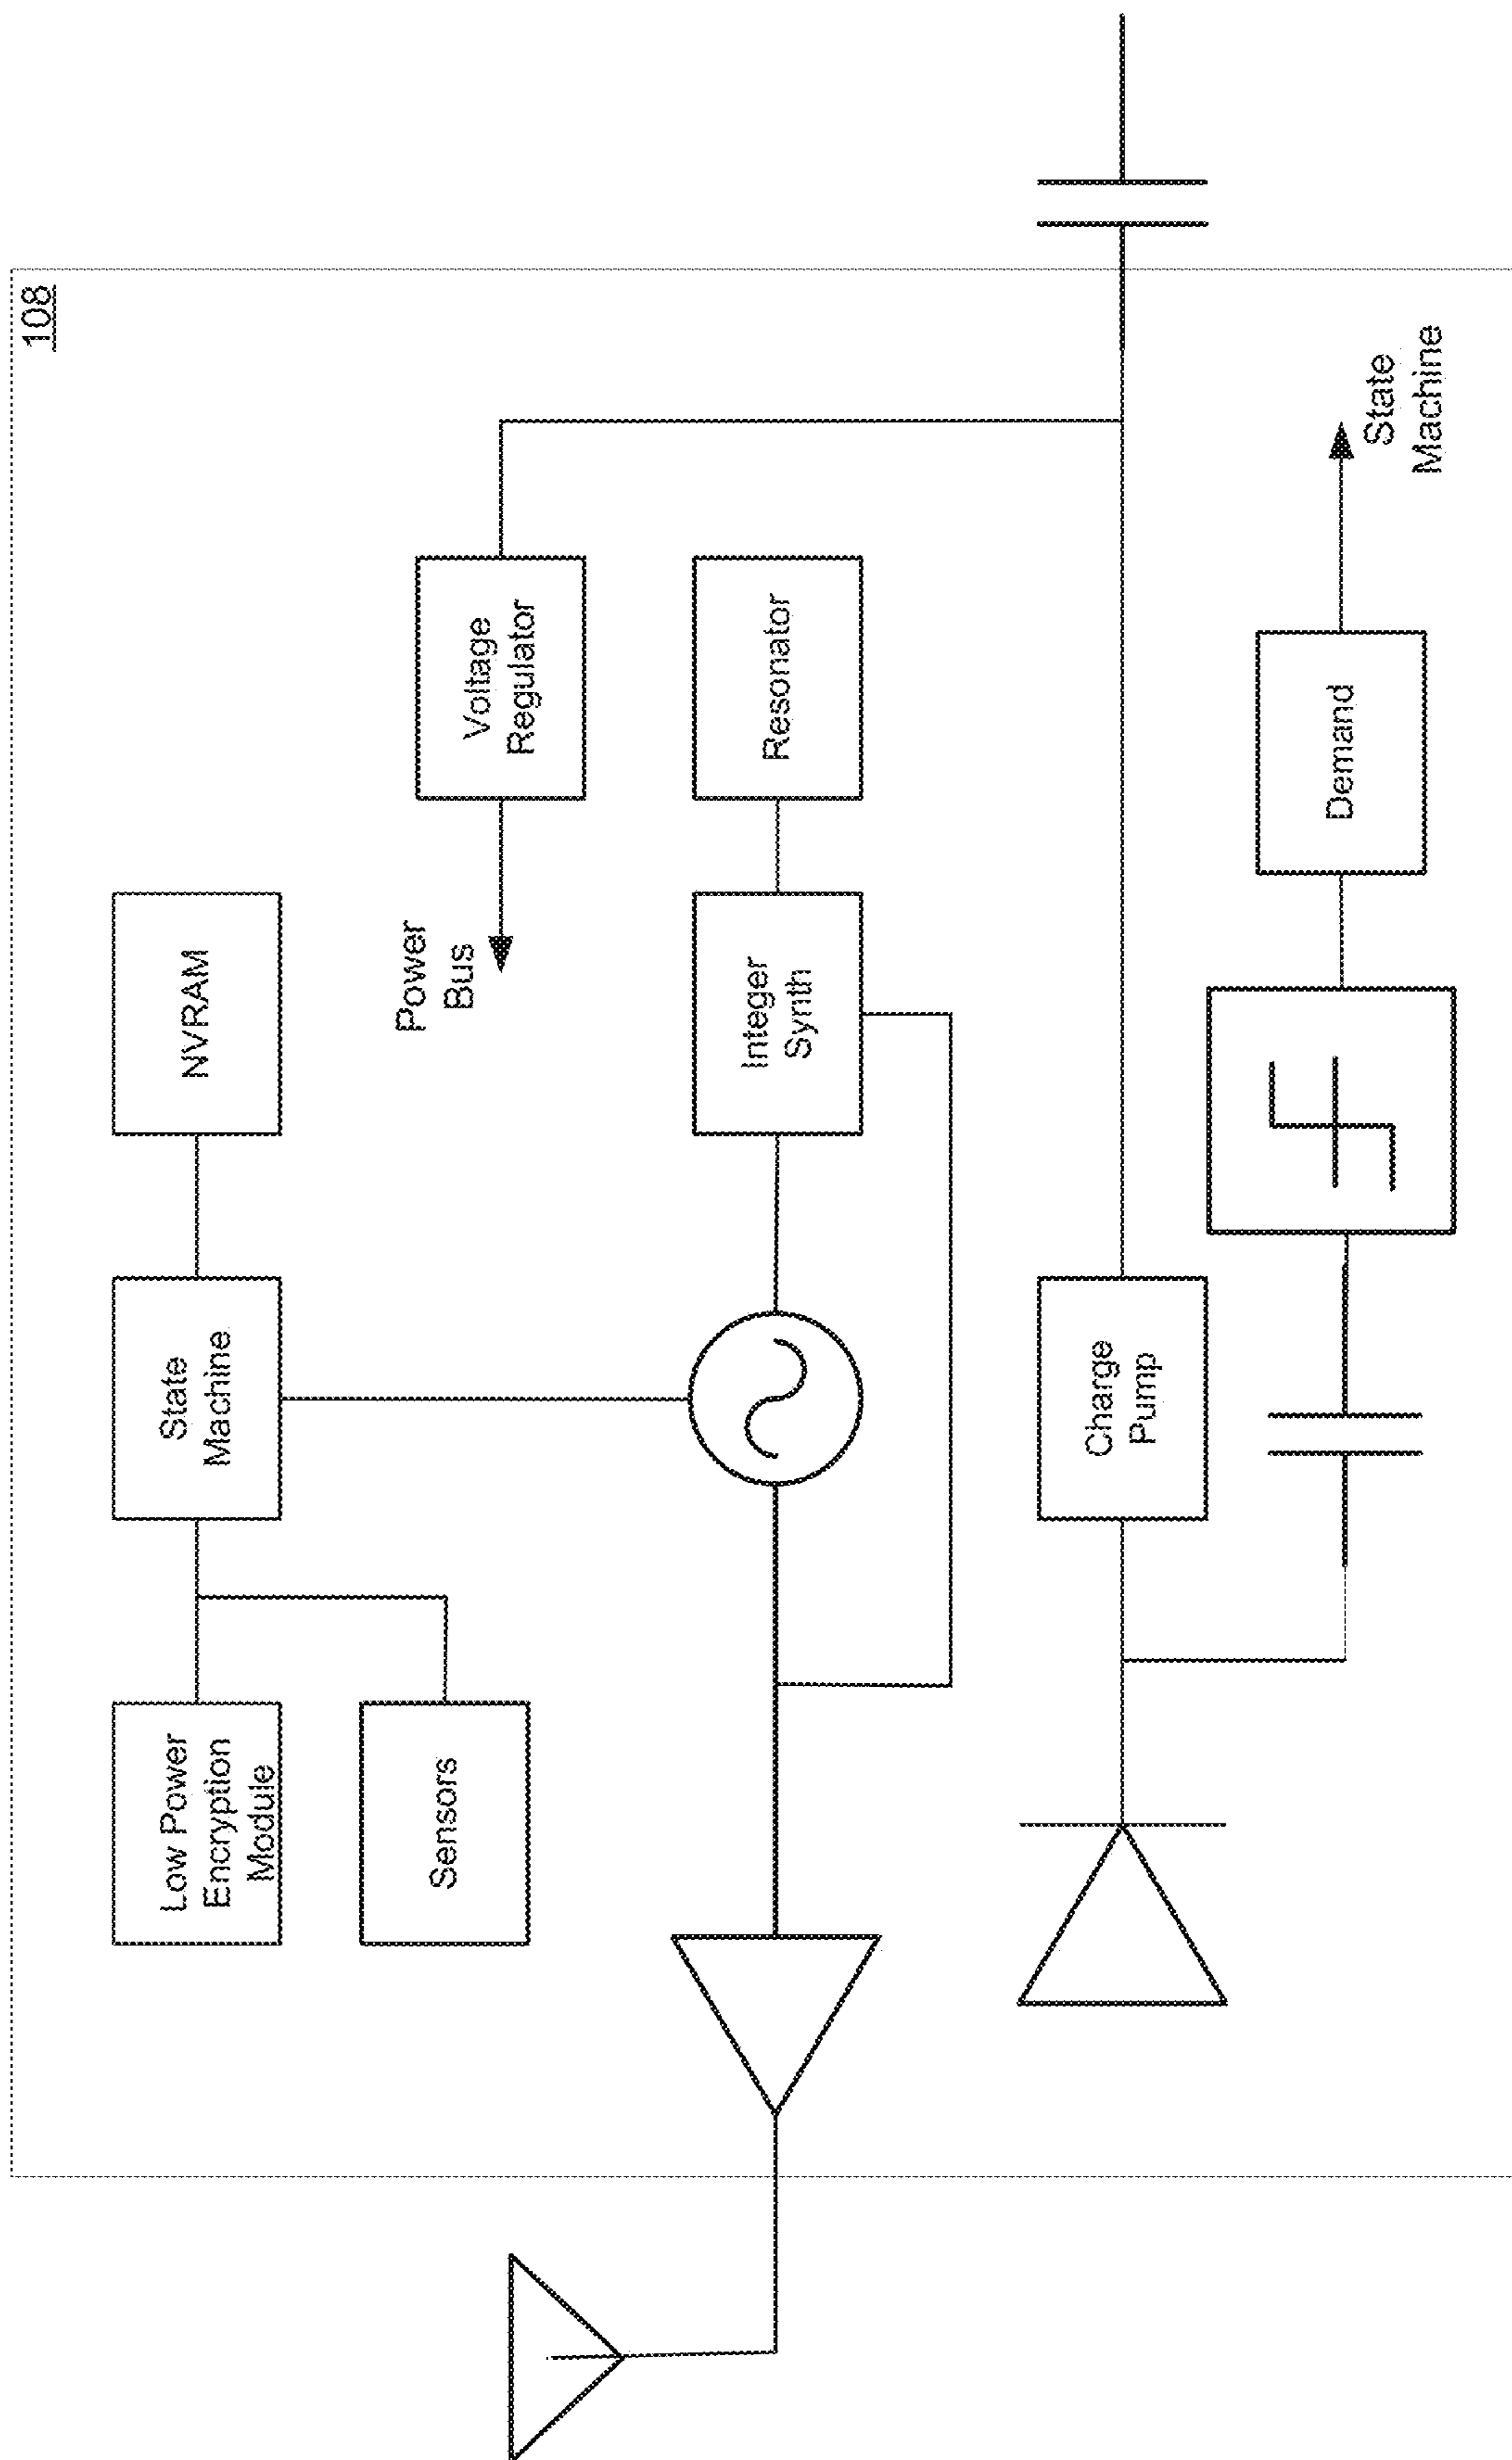 108
Low Power
Encryption
Module
State
Machine
NVRAM
Sensors
Power
Bus
Voltage
Regulator
Integer
Synth
Resonator
Charge
Pump
Demand
State
Machine